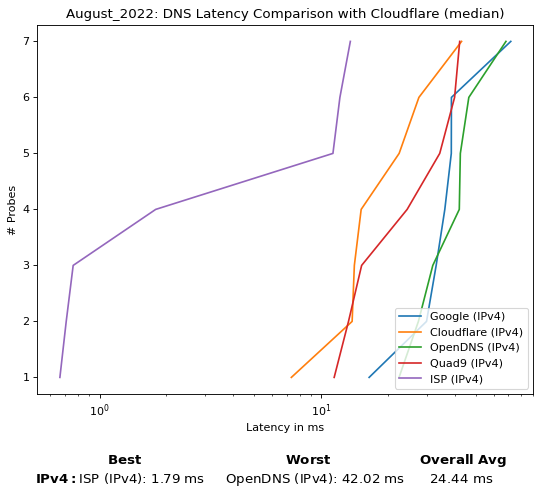 August_2022: DNS Latency Comparison with Cloudflare (median)
7
6
5
4
3
2
1
# Probes
Google (IPv4)
Cloudflare (IPv4)
OpenDNS (IPv4)
Quad9 (IPv4)
ISP (IPv4)
10⁰ 10¹
Latency in ms
Best Worst Overall Avg
IPv4: ISP (IPv4): 1.79 ms OpenDNS (IPv4): 42.02 ms 24.44 ms